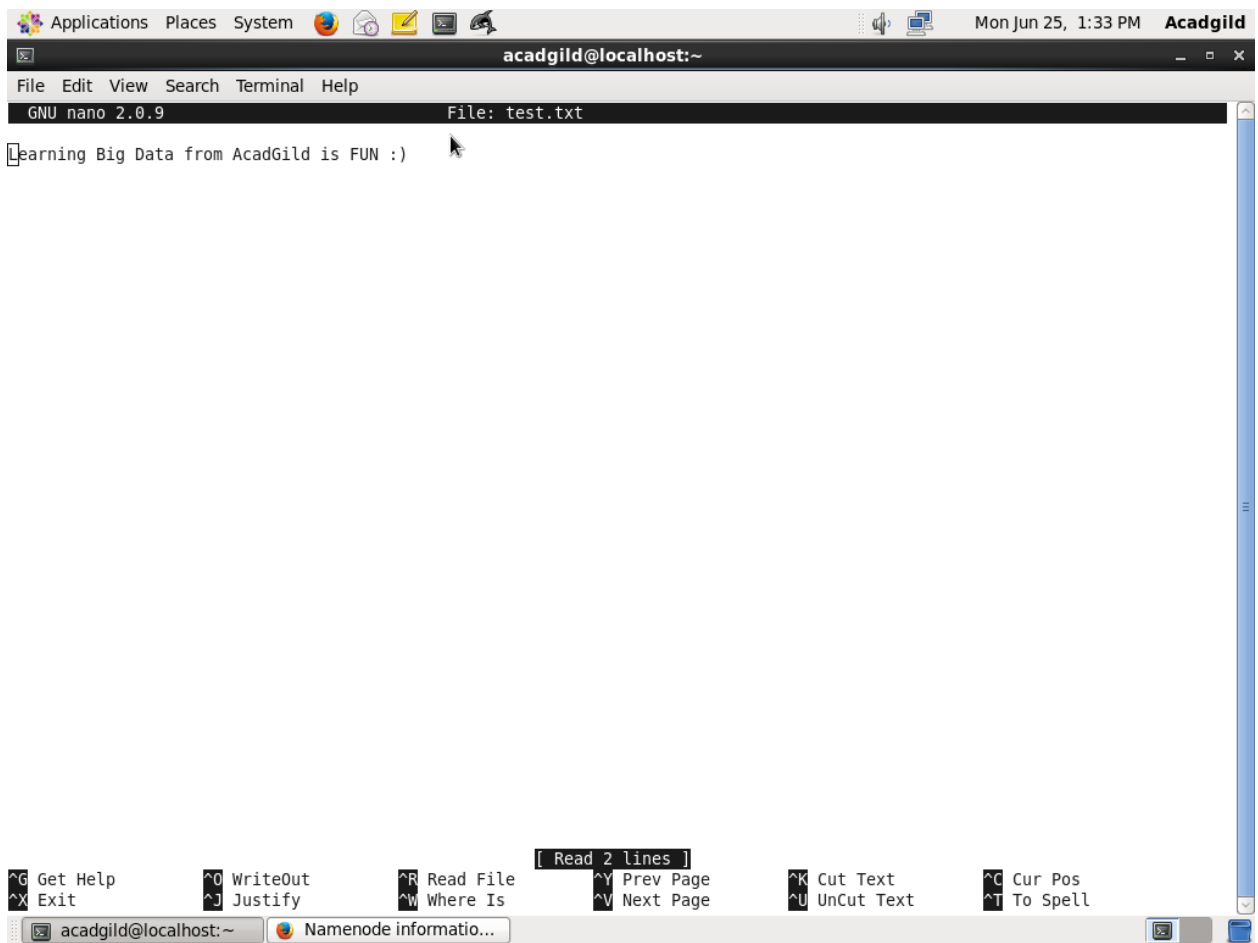 Applications Places System Mon Jun 25, 1:33 PM Acadgild
acadgild@localhost:~
File Edit View Search Terminal Help
GNU nano 2.0.9 File: test.txt
Learning Big Data from AcadGild is FUN :)
[ Read 2 lines ]
^G Get Help ^O WriteOut ^R Read File ^Y Prev Page ^K Cut Text ^C Cur Pos
^X Exit ^J Justify ^W Where Is ^V Next Page ^U UnCut Text ^T To Spell
acadgild@localhost:~ Namenode informatio...